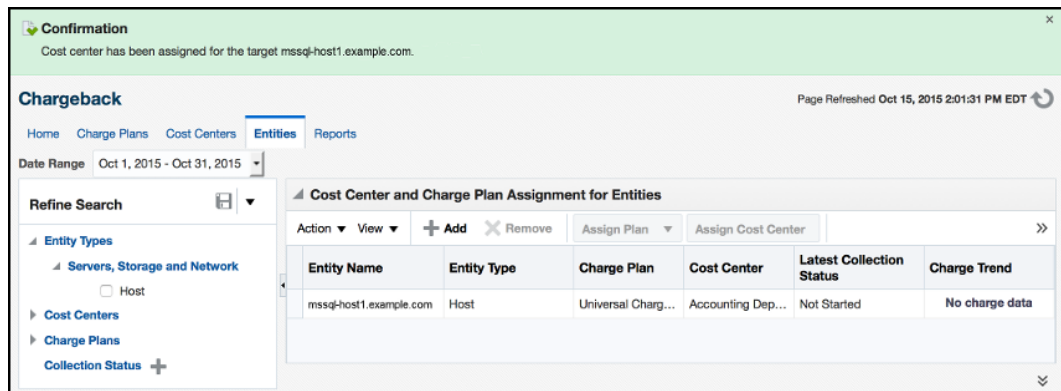 Confirmation
Cost center has been assigned for the target mssql-host1.example.com.
Chargeback
Page Refreshed Oct 15, 2015 2:01:31 PM EDT
Home Charge Plans Cost Centers Entities Reports
Date Range Oct 1, 2015 - Oct 31, 2015
Refine Search
Entity Types
Servers, Storage and Network
Host
Cost Centers
Charge Plans
Collection Status
Cost Center and Charge Plan Assignment for Entities
Action View Add Remove Assign Plan Assign Cost Center
Entity Name Entity Type Charge Plan Cost Center Latest Collection Status Charge Trend
mssql-host1.example.com Host Universal Charg... Accounting Dep... Not Started No charge data